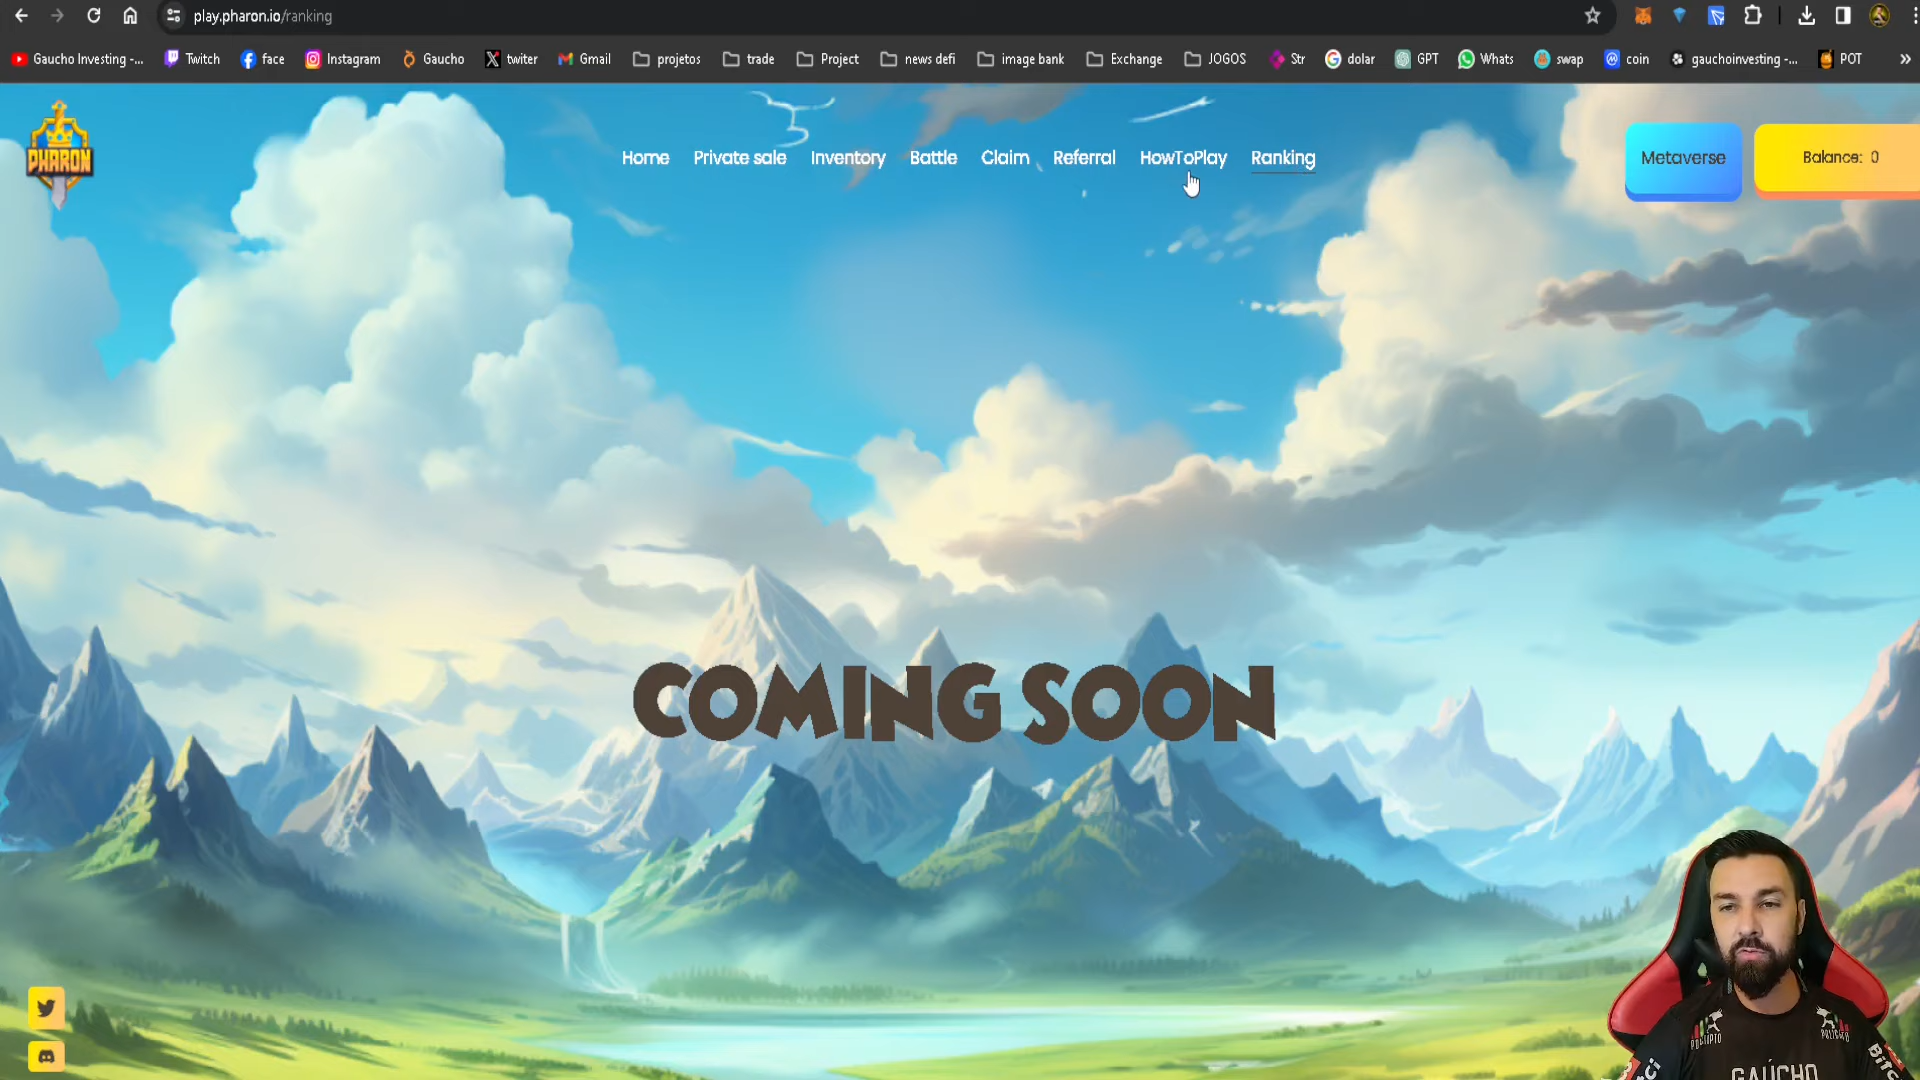 play.pharon.io/ranking
Gaucho Investing -... Twitch face Instagram Gaucho twiter Gmail projetos trade Project news defi image bank Exchange JOGOS Str dolar GPT Whats swap coin gauchoinvesting -... POT »
PHARON
Home Private sale Inventory Battle Claim Referral HowToPlay Ranking
Metaverse
Balance: 0
COMING SOON
GAÚCHO